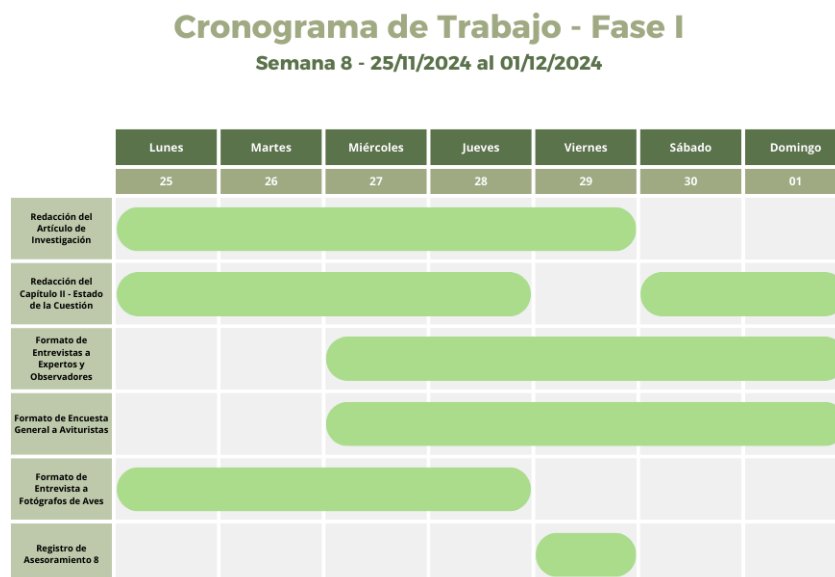 Cronograma de Trabajo - Fase I
Semana 8 - 25/11/2024 al 01/12/2024
Lunes Martes Miércoles Jueves Viernes Sábado Domingo
25 26 27 28 29 30 01
Redacción del
Artículo de
Investigación
Redacción del
Capítulo II - Estado
de la Cuestión
Formato de
Entrevistas a
Expertos y
Observadores
Formato de Encuesta
General a Avituristas
Formato de
Entrevista a
Fotógrafos de Aves
Registro de
Asesoramiento 8